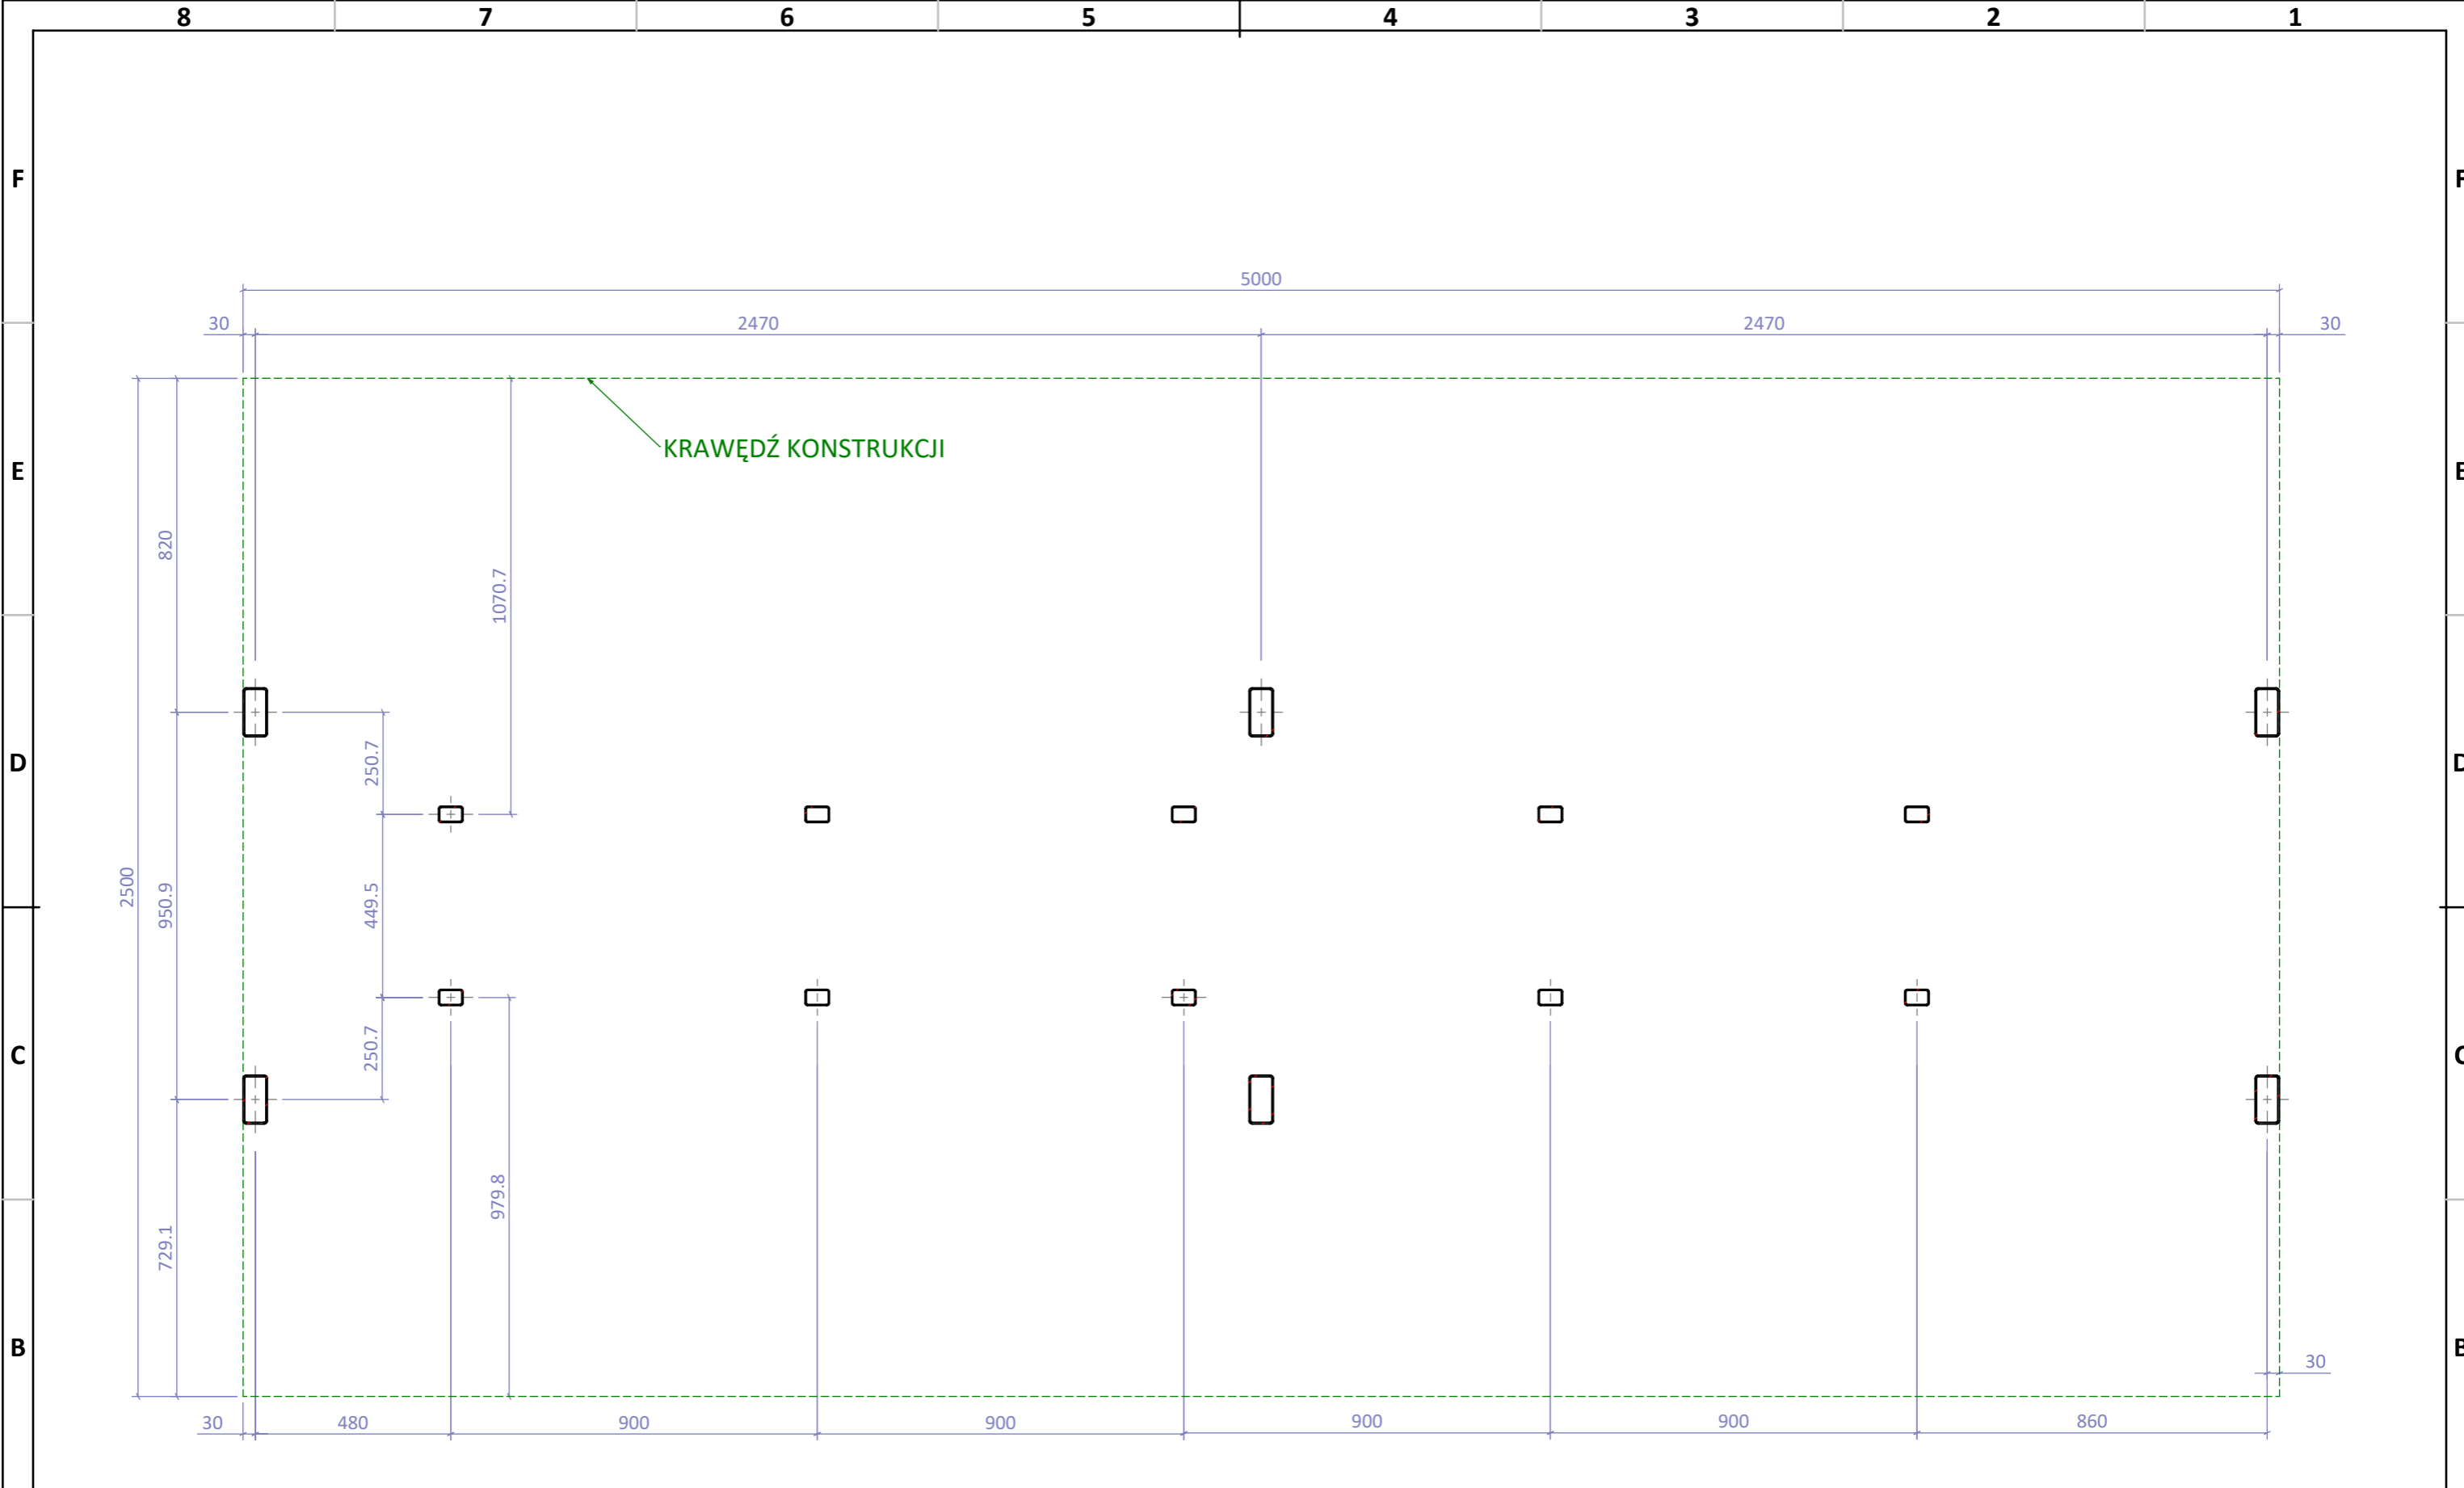 8 7 6 5 4 3 2 1
F F
5000
30 2470 2470 30
KRAWĘDŹ KONSTRUKCJI
E E
820
1070.7
250.7
D D
2500
950.9
449.5
250.7
C C
979.8
729.1
B B
30
30 480 900 900 900 900 860